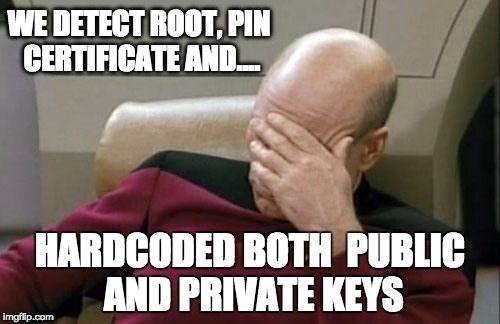 WE DETECT ROOT, PIN
CERTIFICATE AND....
HARDCODED BOTH PUBLIC
AND PRIVATE KEYS
imgflip.com